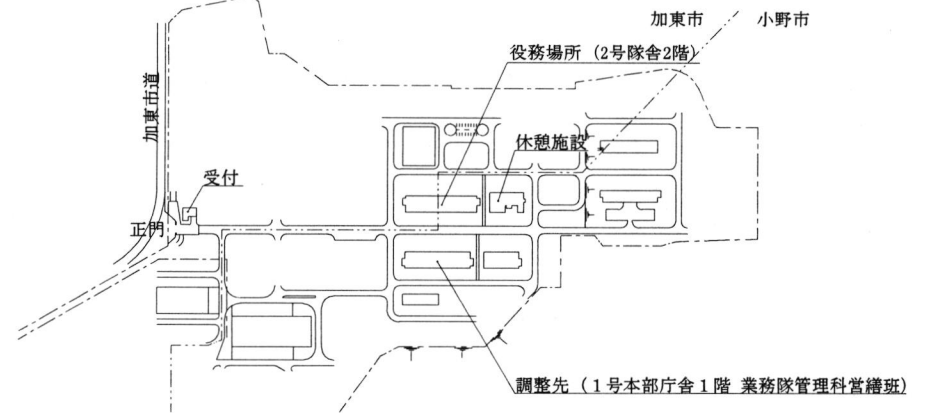 加東市
小野市
役務場所（2号隊舎2階）
加東市道
休憩施設
受付
正門
調整先（1号本部庁舎1階 業務隊管理科営繕班）